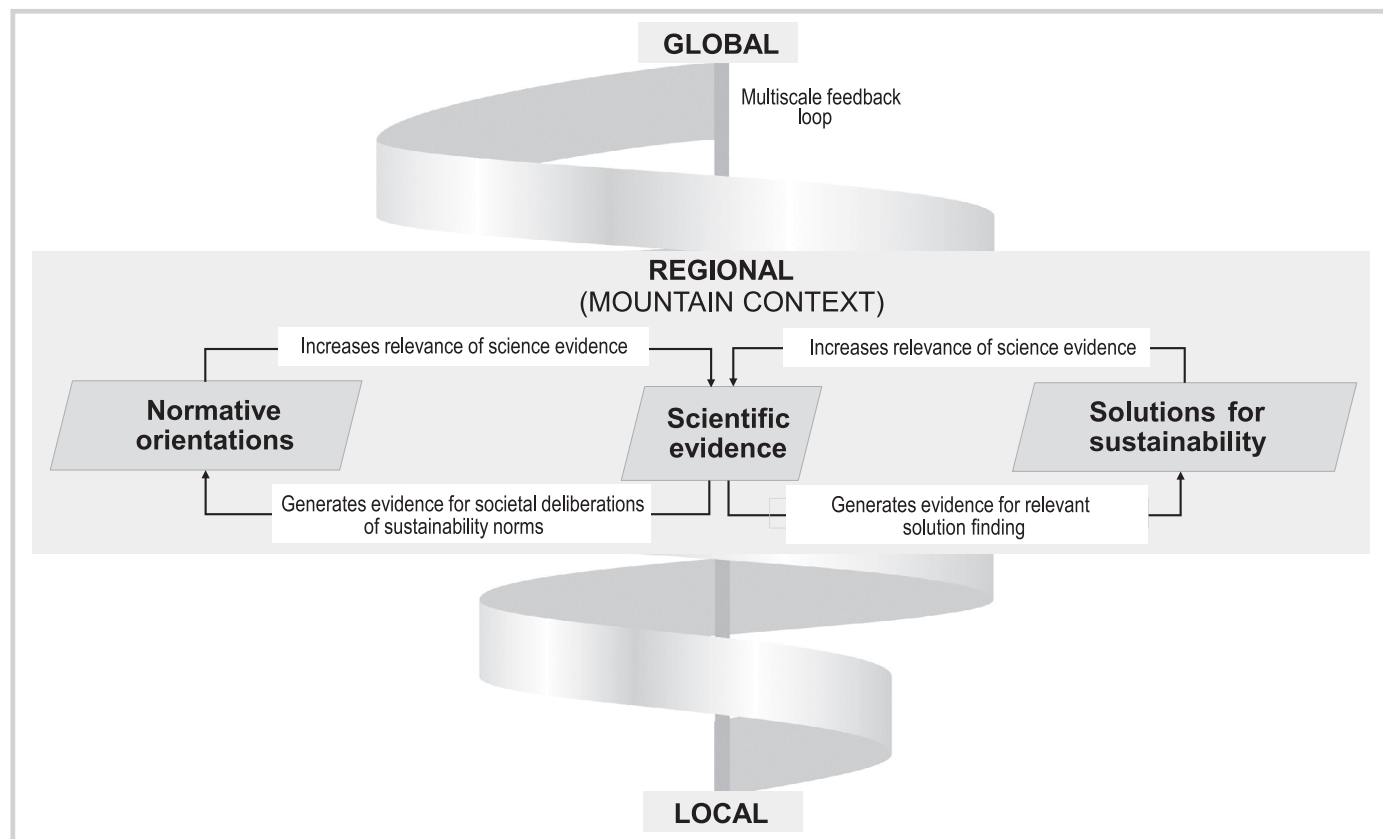 GLOBAL
Multiscale feedback
loop
REGIONAL
(MOUNTAIN CONTEXT)
Increases relevance of science evidence
Increases relevance of science evidence
Normative
orientations
Scientific
evidence
Solutions for
sustainability
Generates evidence for societal deliberations
of sustainability norms
Generates evidence for relevant
solution finding
LOCAL